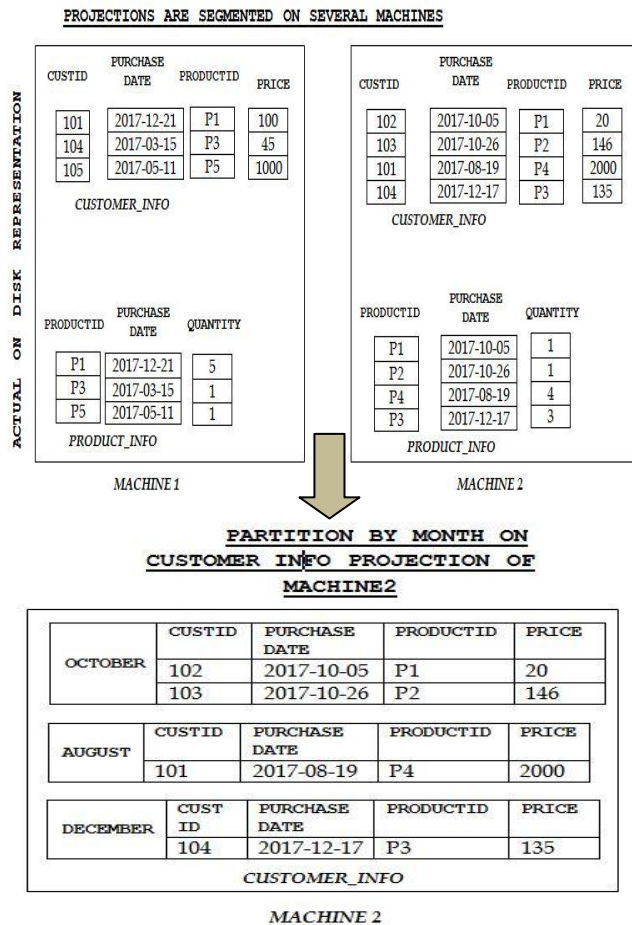 PROJECTIONS ARE SEGMENTED ON SEVERAL MACHINES
ACTUAL ON DISK REPRESENTATION
CUSTID PURCHASE DATE PRODUCTID PRICE
101 2017-12-21 P1 100
104 2017-03-15 P3 45
105 2017-05-11 P5 1000
CUSTOMER_INFO
PRODUCTID PURCHASE DATE QUANTITY
P1 2017-12-21 5
P3 2017-03-15 1
P5 2017-05-11 1
PRODUCT_INFO
MACHINE 1
CUSTID PURCHASE DATE PRODUCTID PRICE
102 2017-10-05 P1 20
103 2017-10-26 P2 146
101 2017-08-19 P4 2000
104 2017-12-17 P3 135
CUSTOMER_INFO
PRODUCTID PURCHASE DATE QUANTITY
P1 2017-10-05 1
P2 2017-10-26 1
P4 2017-08-19 4
P3 2017-12-17 3
PRODUCT_INFO
MACHINE 2
PARTITION BY MONTH ON
CUSTOMER INFO PROJECTION OF
MACHINE2
OCTOBER
CUSTID PURCHASE DATE PRODUCTID PRICE
102 2017-10-05 P1 20
103 2017-10-26 P2 146
AUGUST
CUSTID PURCHASE DATE PRODUCTID PRICE
101 2017-08-19 P4 2000
DECEMBER
CUST ID PURCHASE DATE PRODUCTID PRICE
104 2017-12-17 P3 135
CUSTOMER_INFO
MACHINE 2